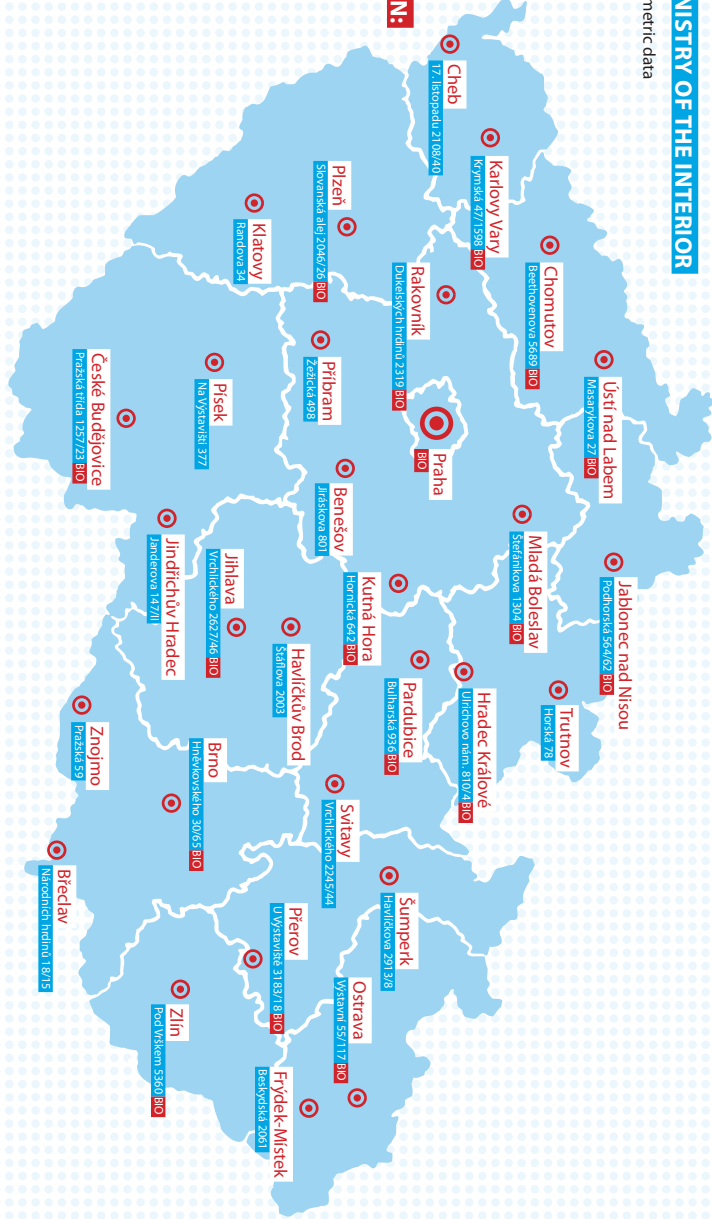 NISTRY OF THE INTERIOR
metric data
N:
Cheb
17. listopadu 2108/40
Karlovy Vary
Krymská 47/1598 BIO
Chomutov
Beethovenova 5689 BIO
Ústí nad Labem
Masarykova 27 BIO
Jablonec nad Nisou
Podhorská 564/62 BIO
Trutnov
Horská 78
Mladá Boleslav
Štefánikova 1304 BIO
Hradec Králové
Ulrichovo nám. 810/4 BIO
Rakovník
Dukelských hrdinů 2319 BIO
Praha
BIO
Plzeň
Slovanská alej 2046/26 BIO
Klatovy
Randova 34
Příbram
Žežická 498
Benešov
Jiráskova 801
Kutná Hora
Hornická 642 BIO
Pardubice
Bulharská 936 BIO
Svitavy
Vrchlického 2245/44
Šumperk
Havlíčkova 2913/8
Ostrava
Výstavní 55/117 BIO
Písek
Na Výstavišti 377
České Budějovice
Pražská třída 1257/23 BIO
Jindřichův Hradec
Janderova 147/II
Jihlava
Vrchlického 2627/46 BIO
Havlíčkův Brod
Štáflova 2003
Brno
Hněvkovského 30/65 BIO
Přerov
U Výstaviště 3183/18 BIO
Frýdek-Místek
Beskydská 2061
Znojmo
Pražská 59
Břeclav
Národních hrdinů 18/15
Zlín
Pod Vrškem 5360 BIO